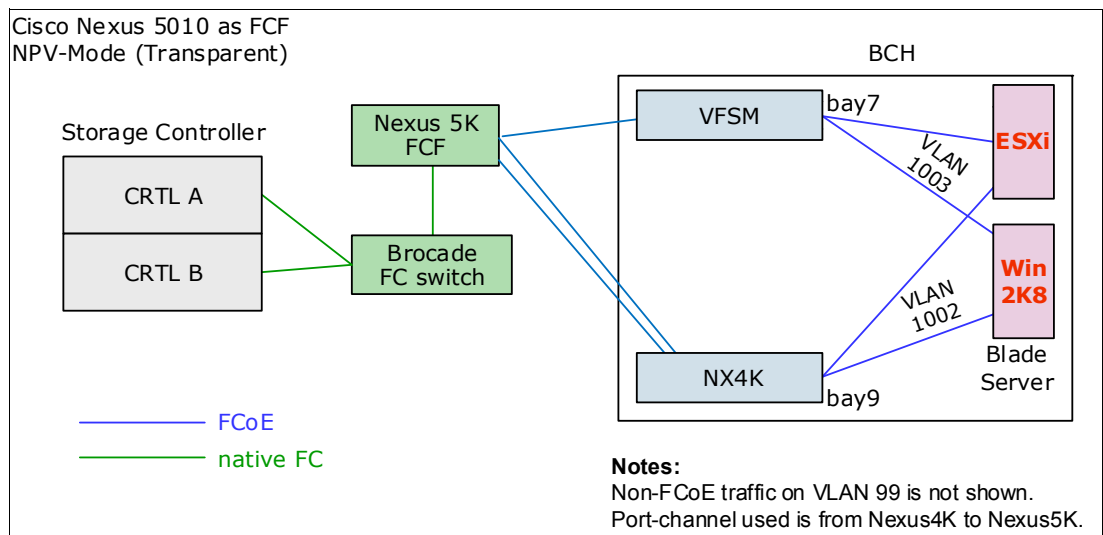 Cisco Nexus 5010 as FCF
NPV-Mode (Transparent)
BCH
Storage Controller
CRTL A
CRTL B
Nexus 5K
FCF
Brocade
FC switch
VFSM
bay7
ESXi
VLAN
1003
Win
2K8
VLAN
1002
NX4K
bay9
Blade
Server
FCoE
native FC
Notes:
Non-FCoE traffic on VLAN 99 is not shown.
Port-channel used is from Nexus4K to Nexus5K.